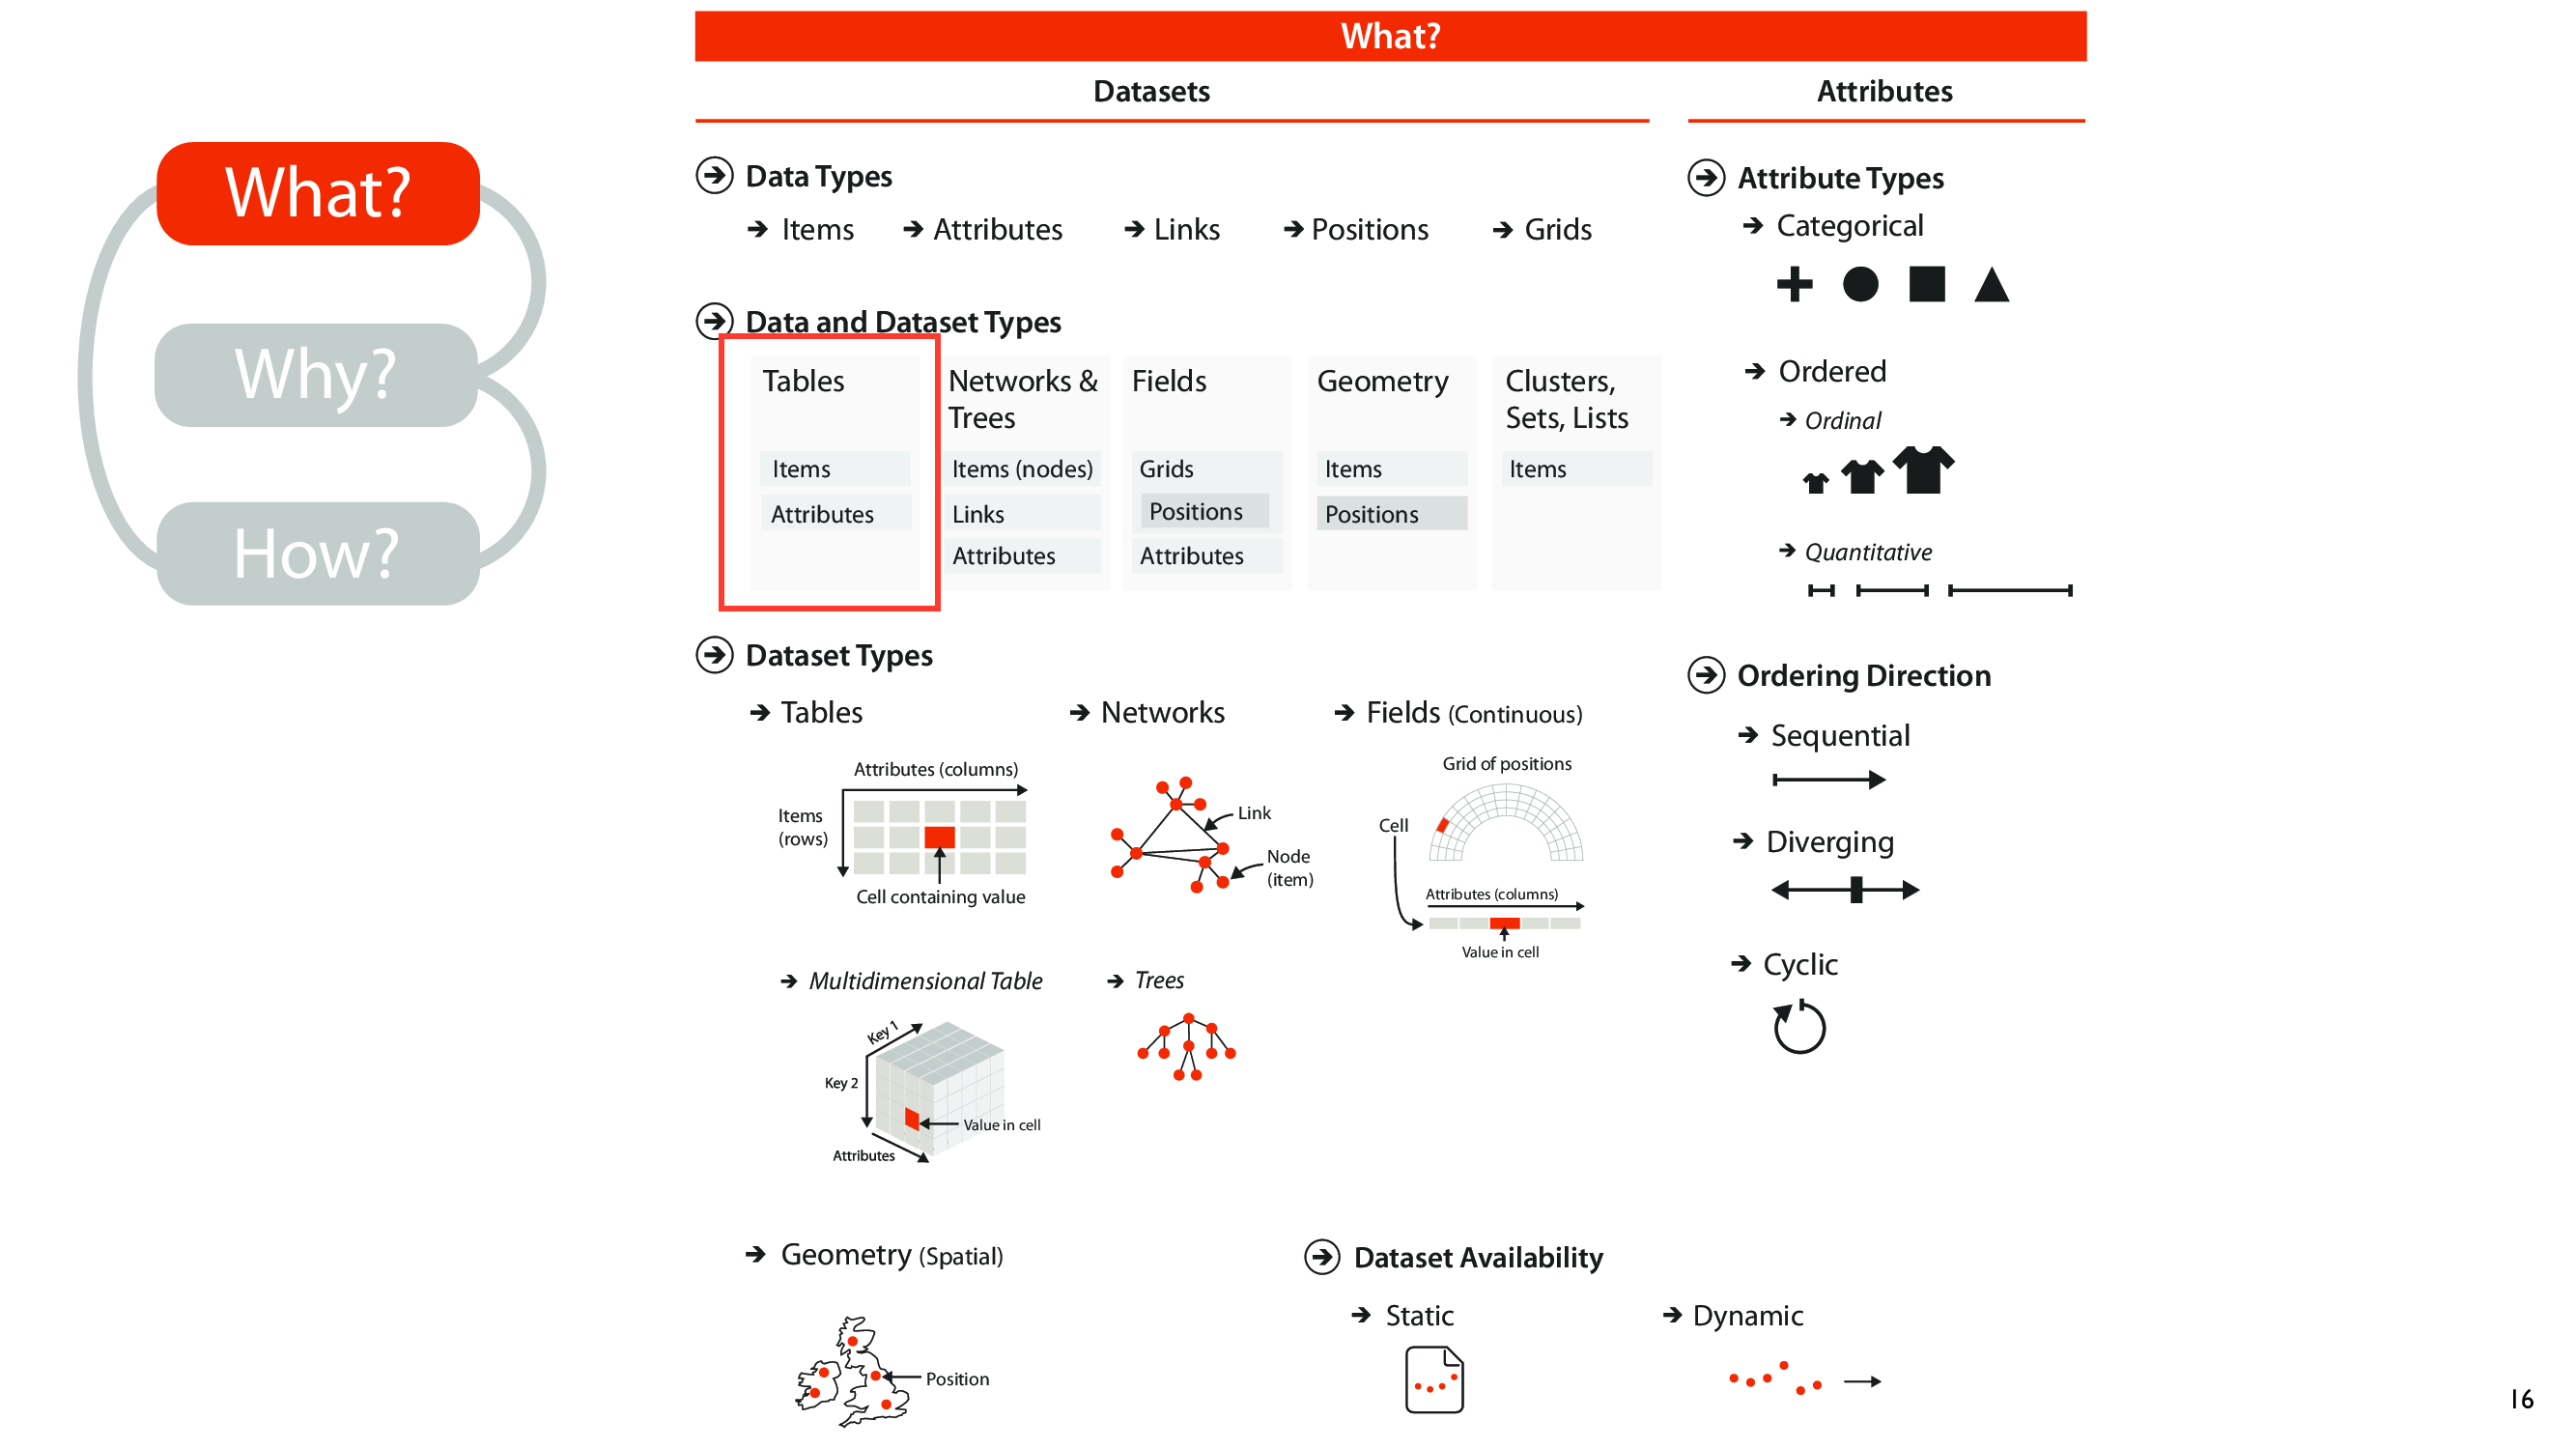 What?
Why?
How?
What?
Datasets
Attributes
Data Types
Items
Attributes
Links
Positions
Grids
Data and Dataset Types
Tables
Items
Attributes
Networks &
Trees
Items (nodes)
Links
Attributes
Fields
Grids
Positions
Attributes
Geometry
Items
Positions
Clusters,
Sets, Lists
Items
Dataset Types
Tables
Attributes (columns)
Items
(rows)
Cell containing value
Networks
Link
Node
(item)
Fields (Continuous)
Grid of positions
Cell
Attributes (columns)
Value in cell
Multidimensional Table
Key 1
Key 2
Value in cell
Attributes
Trees
Geometry (Spatial)
Position
Dataset Availability
Static
Dynamic
Attribute Types
Categorical
Ordered
Ordinal
Quantitative
Ordering Direction
Sequential
Diverging
Cyclic
16